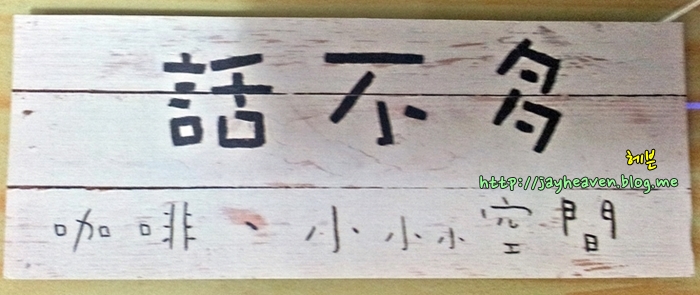 話不多
헤븐
http://jayheaven.blog.me
咖啡、小小小空間